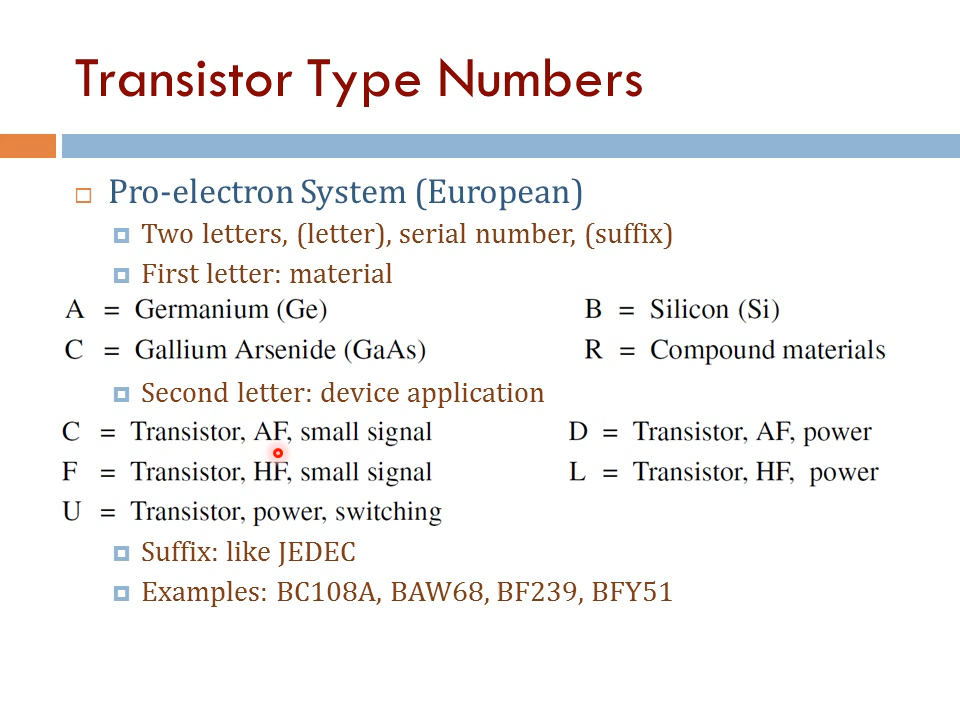 Transistor Type Numbers
Pro-electron System (European)
Two letters, (letter), serial number, (suffix)
First letter: material
A = Germanium (Ge) B = Silicon (Si)
C = Gallium Arsenide (GaAs) R = Compound materials
Second letter: device application
C = Transistor, AF, small signal D = Transistor, AF, power
F = Transistor, HF, small signal L = Transistor, HF, power
U = Transistor, power, switching
Suffix: like JEDEC
Examples: BC108A, BAW68, BF239, BFY51